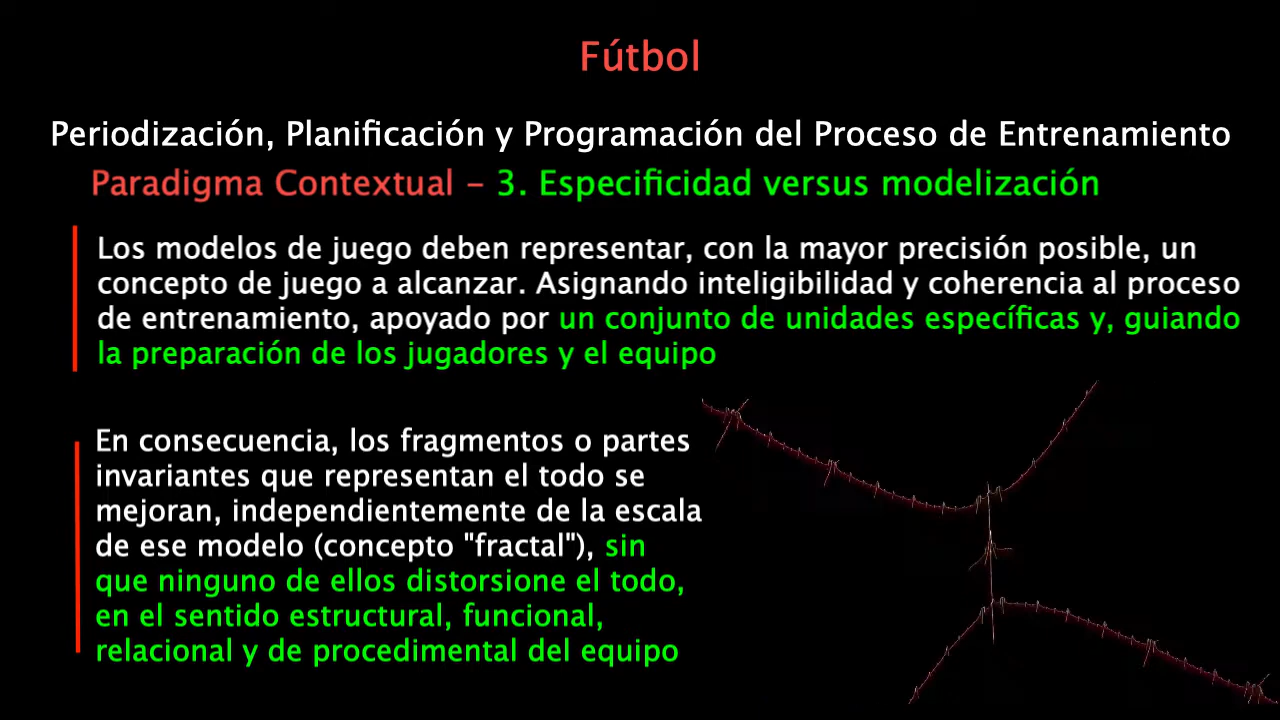 Fútbol
Periodización, Planificación y Programación del Proceso de Entrenamiento
Paradigma Contextual – 3. Especificidad versus modelización
Los modelos de juego deben representar, con la mayor precisión posible, un
concepto de juego a alcanzar. Asignando inteligibilidad y coherencia al proceso
de entrenamiento, apoyado por un conjunto de unidades específicas y, guiando
la preparación de los jugadores y el equipo
En consecuencia, los fragmentos o partes
invariantes que representan el todo se
mejoran, independientemente de la escala
de ese modelo (concepto "fractal"), sin
que ninguno de ellos distorsione el todo,
en el sentido estructural, funcional,
relacional y de procedimental del equipo